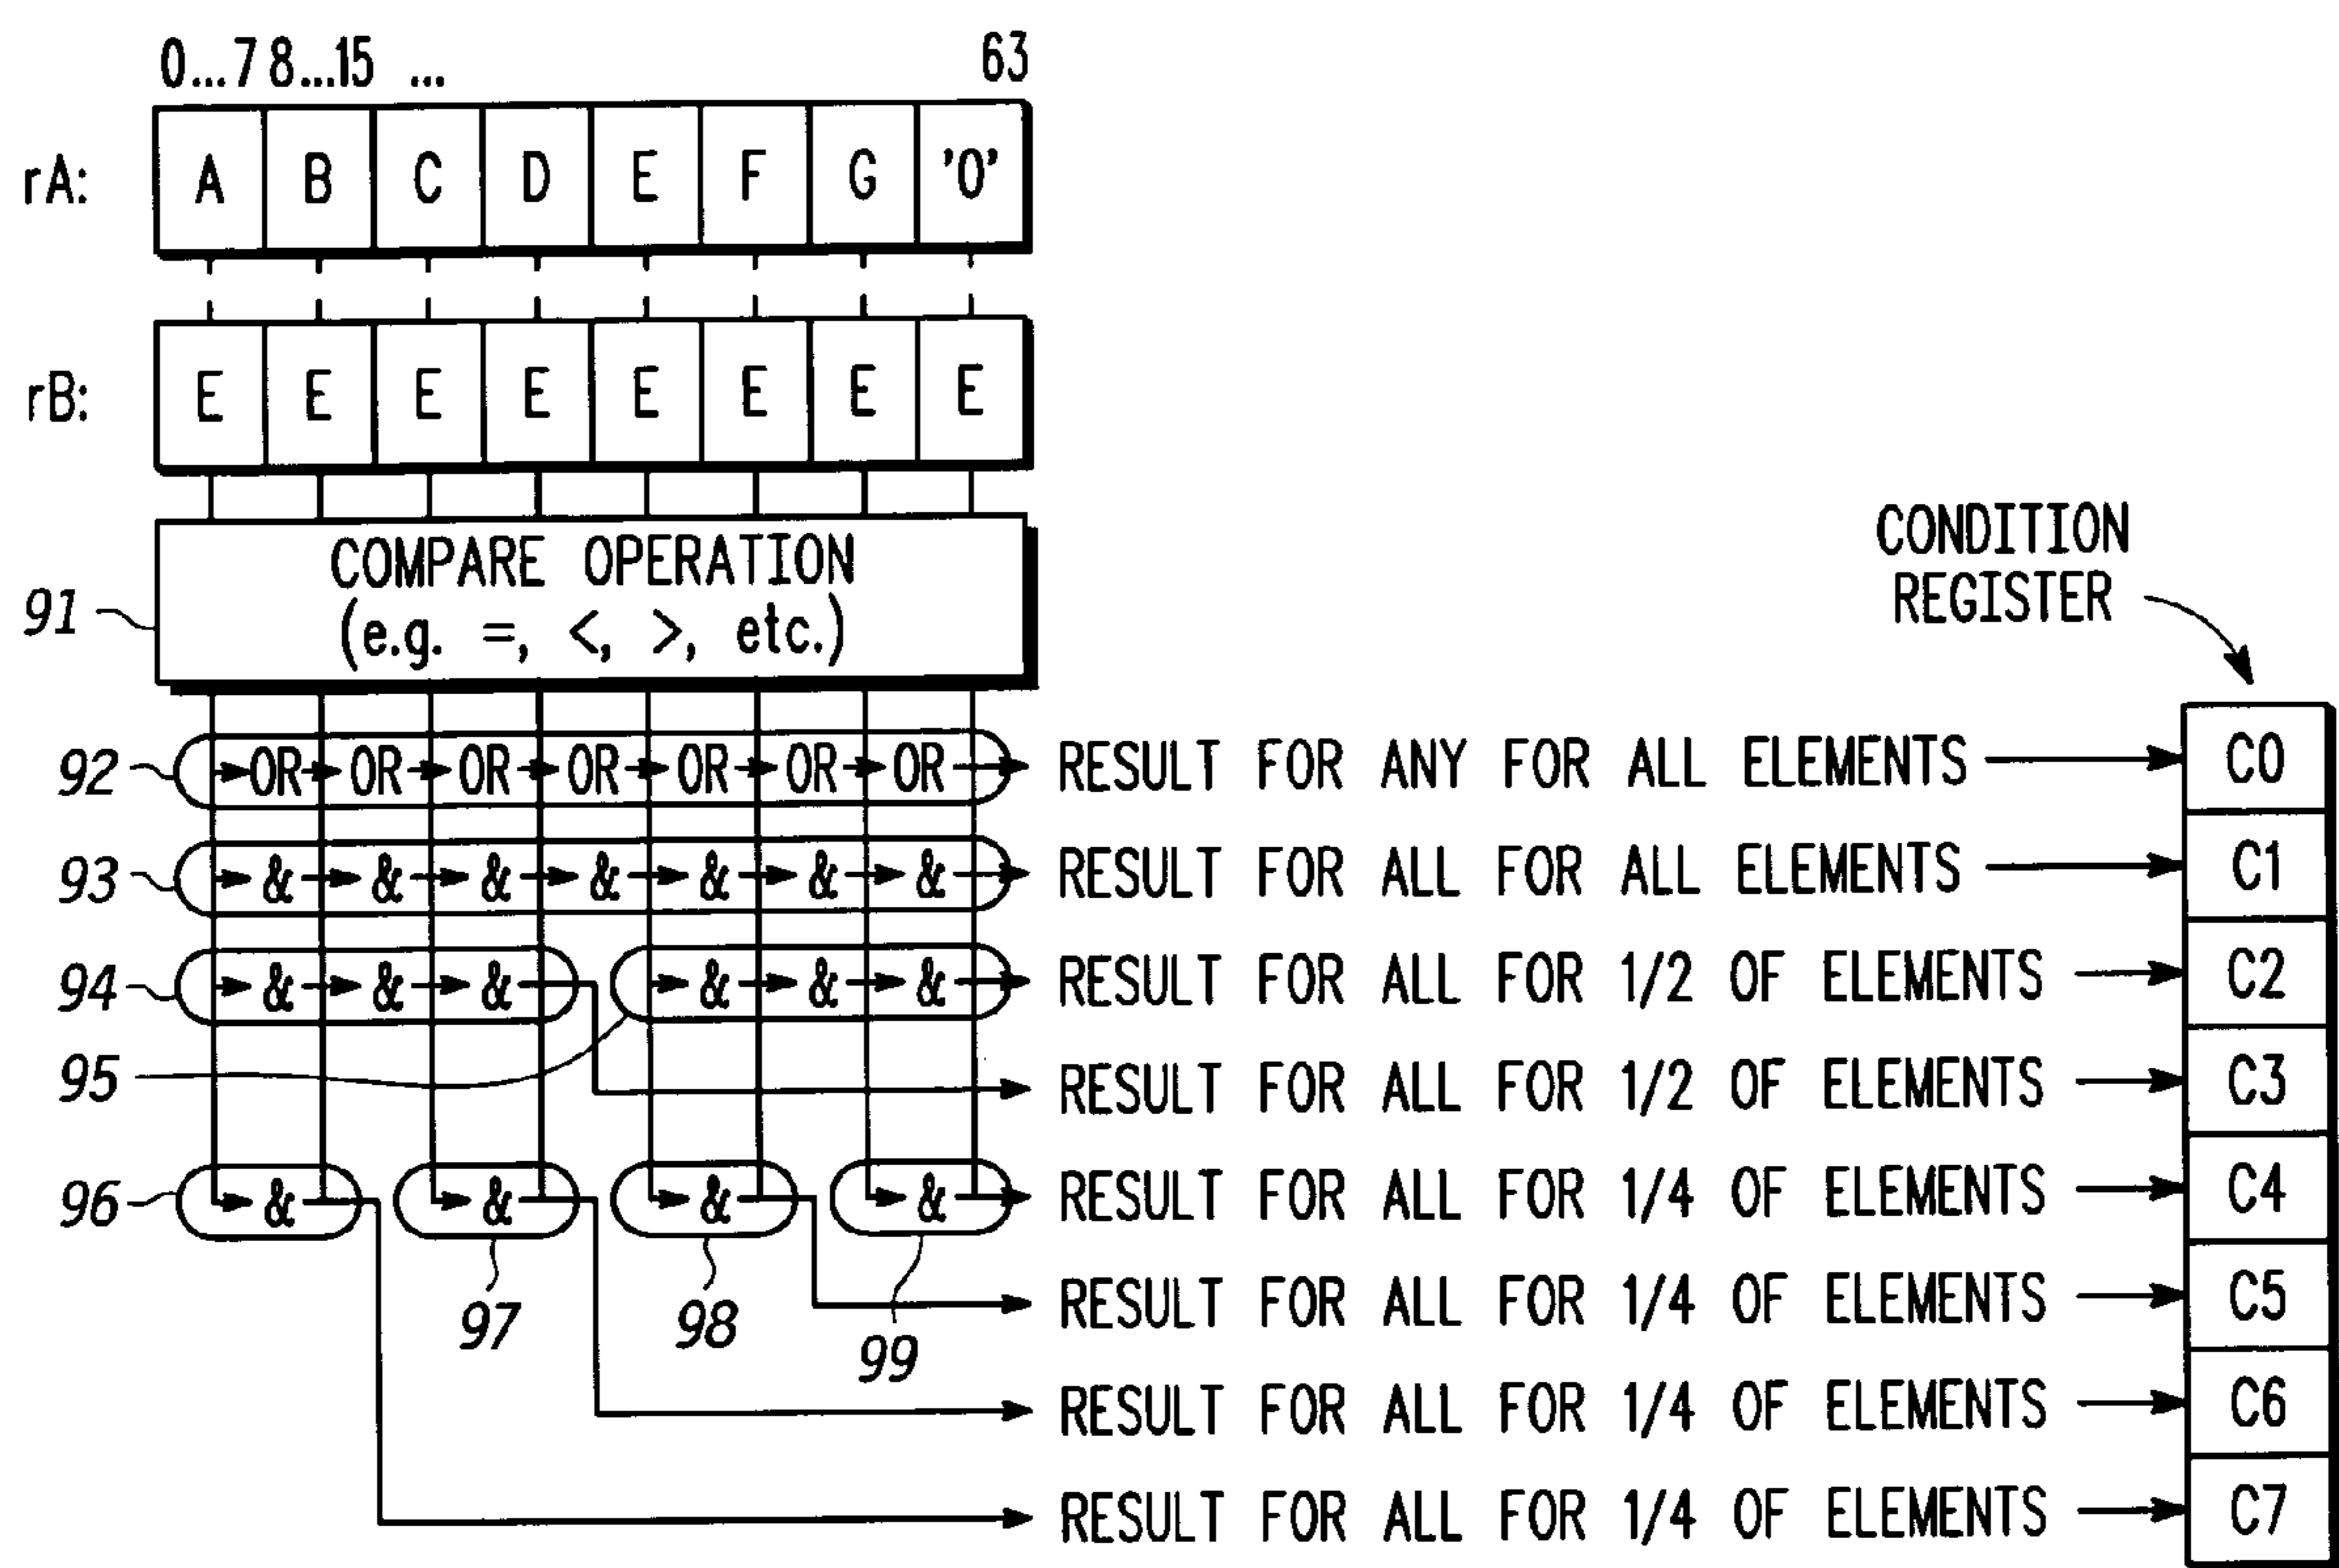 0...7 8...15 ... 63
rA: A B C D E F G '0'
rB: E E E E E E E E
COMPARE OPERATION
(e.g. =, <, >, etc.)
91
CONDITION
REGISTER
92 OR OR OR OR OR OR OR RESULT FOR ANY FOR ALL ELEMENTS C0
93 & & & & & & & RESULT FOR ALL FOR ALL ELEMENTS C1
94 & & & & & & RESULT FOR ALL FOR 1/2 OF ELEMENTS C2
95 RESULT FOR ALL FOR 1/2 OF ELEMENTS C3
96 & & & & RESULT FOR ALL FOR 1/4 OF ELEMENTS C4
97 98 99 RESULT FOR ALL FOR 1/4 OF ELEMENTS C5
RESULT FOR ALL FOR 1/4 OF ELEMENTS C6
RESULT FOR ALL FOR 1/4 OF ELEMENTS C7